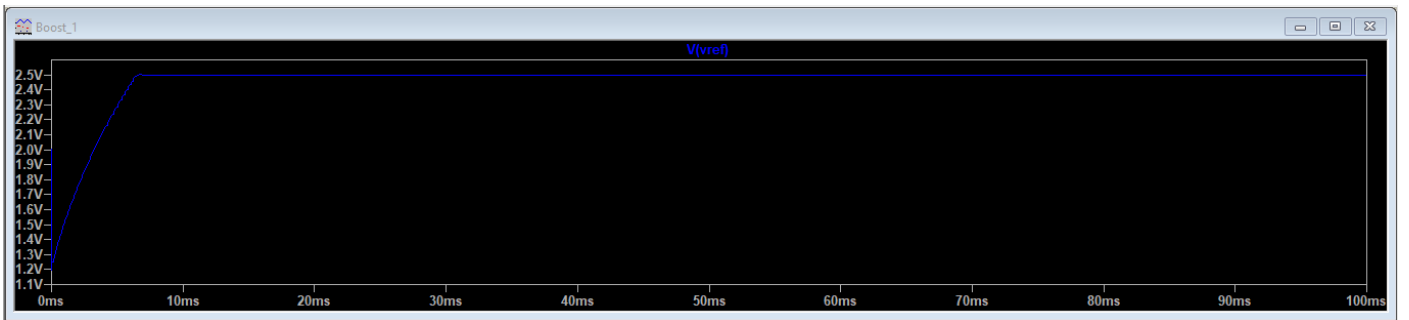 Boost_1
V(vref)
2.5V
2.4V
2.3V
2.2V
2.1V
2.0V
1.9V
1.8V
1.7V
1.6V
1.5V
1.4V
1.3V
1.2V
1.1V
0ms 10ms 20ms 30ms 40ms 50ms 60ms 70ms 80ms 90ms 100ms